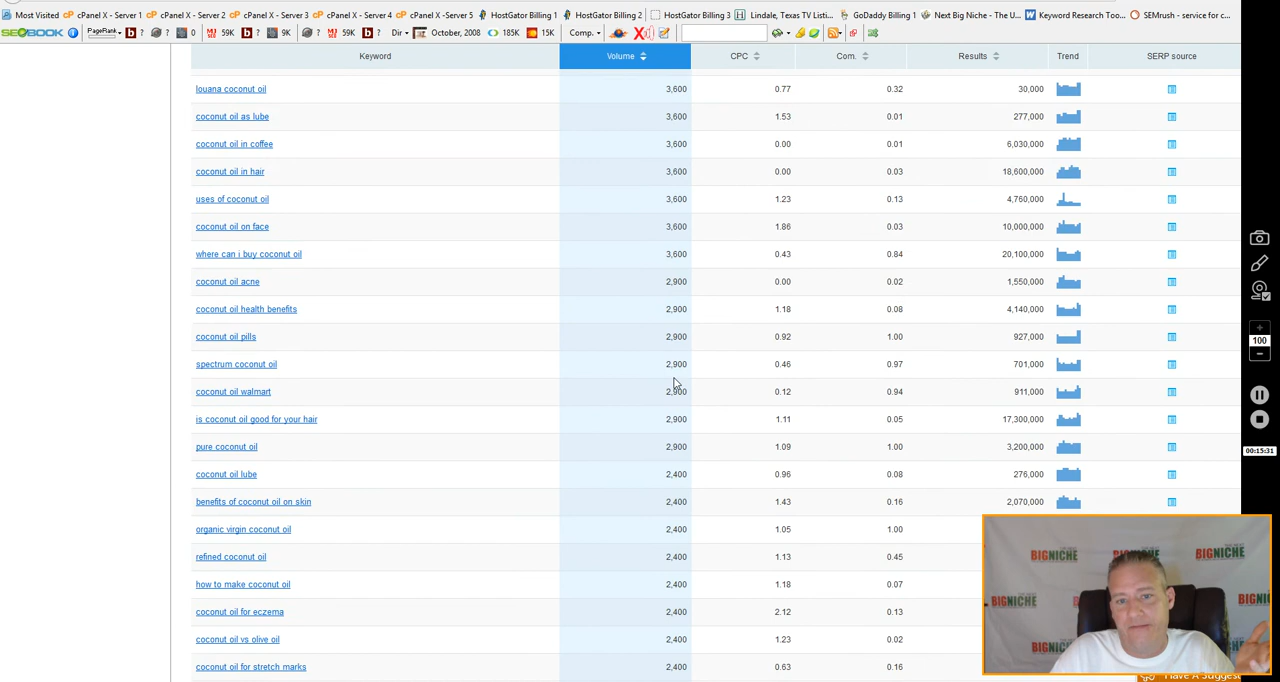 Most Visited cPanel X - Server 1 cPanel X - Server 2 cPanel X - Server 3 cPanel X - Server 4 cPanel X -Server 5 HostGator Billing 1 HostGator Billing 2 HostGator Billing 3 Lindale, Texas TV Listi... GoDaddy Billing 1 Next Big Niche - The U... Keyword Research Too... SEMrush - service for c...
SEOBOOK PageRank ? ? 0 59K ? 9K ? 59K ? Dir October, 2008 185K 15K Comp.
Keyword Volume CPC Com. Results Trend SERP source
louana coconut oil 3,600 0.77 0.32 30,000
coconut oil as lube 3,600 1.53 0.01 277,000
coconut oil in coffee 3,600 0.00 0.01 6,030,000
coconut oil in hair 3,600 0.00 0.03 18,600,000
uses of coconut oil 3,600 1.23 0.13 4,760,000
coconut oil on face 3,600 1.86 0.03 10,000,000
where can i buy coconut oil 3,600 0.43 0.84 20,100,000
coconut oil acne 2,900 0.00 0.02 1,550,000
coconut oil health benefits 2,900 1.18 0.08 4,140,000
coconut oil pills 2,900 0.92 1.00 927,000
100
spectrum coconut oil 2,900 0.46 0.97 701,000
coconut oil walmart 2,900 0.12 0.94 911,000
is coconut oil good for your hair 2,900 1.11 0.05 17,300,000
pure coconut oil 2,900 1.09 1.00 3,200,000
00:15:31
coconut oil lube 2,400 0.96 0.08 276,000
benefits of coconut oil on skin 2,400 1.43 0.16 2,070,000
organic virgin coconut oil 2,400 1.05 1.00
refined coconut oil 2,400 1.13 0.45
how to make coconut oil 2,400 1.18 0.07
coconut oil for eczema 2,400 2.12 0.13
coconut oil vs olive oil 2,400 1.23 0.02
coconut oil for stretch marks 2,400 0.63 0.16
BIGNICHE BIGNICHE
BIGNICHE BIGNI
Have A Sugges